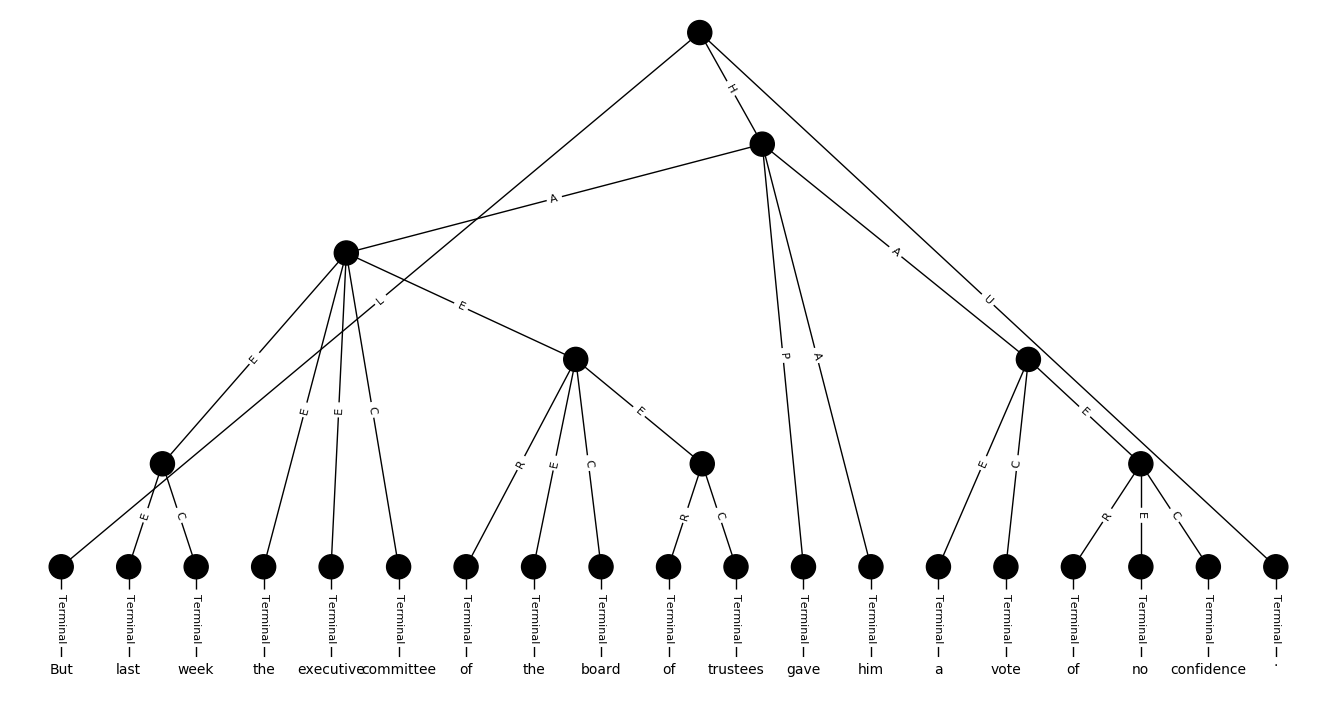 H
A
A
L
U
E
E
P
A
E
E
C
E
E
R
E
C
E
C
E
C
R
C
R
E
C
Terminal Terminal Terminal Terminal Terminal Terminal Terminal Terminal Terminal Terminal Terminal Terminal Terminal Terminal Terminal Terminal Terminal Terminal Terminal
But last week the executive committee of the board of trustees gave him a vote of no confidence .